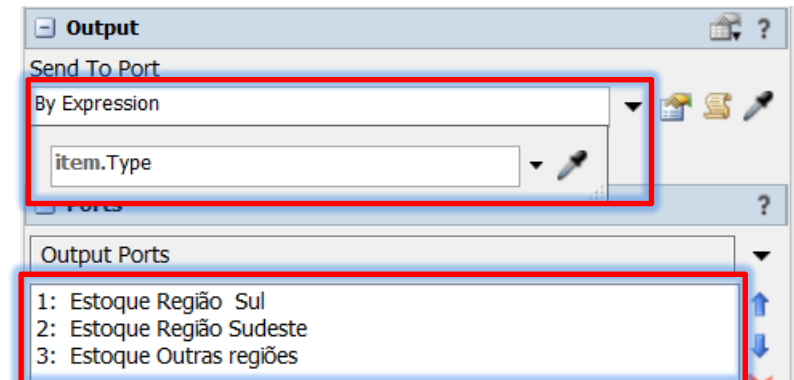 Output
?
Send To Port
By Expression
item.Type
Ports
?
Output Ports
1: Estoque Região Sul
2: Estoque Região Sudeste
3: Estoque Outras regiões